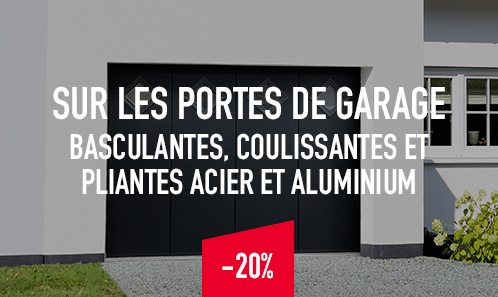 SUR LES PORTES DE GARAGE
BASCULANTES, COULISSANTES ET
PLIANTES ACIER ET ALUMINIUM
-20%